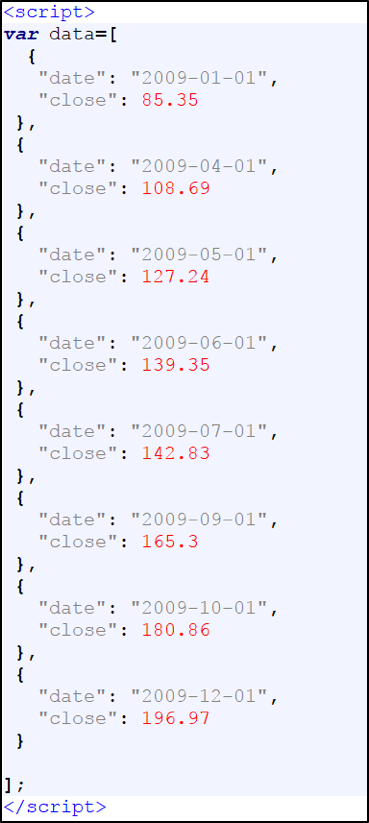 <script>
var data=[
{
"date": "2009-01-01",
"close": 85.35
},
{
"date": "2009-04-01",
"close": 108.69
},
{
"date": "2009-05-01",
"close": 127.24
},
{
"date": "2009-06-01",
"close": 139.35
},
{
"date": "2009-07-01",
"close": 142.83
},
{
"date": "2009-09-01",
"close": 165.3
},
{
"date": "2009-10-01",
"close": 180.86
},
{
"date": "2009-12-01",
"close": 196.97
}
];
</script>